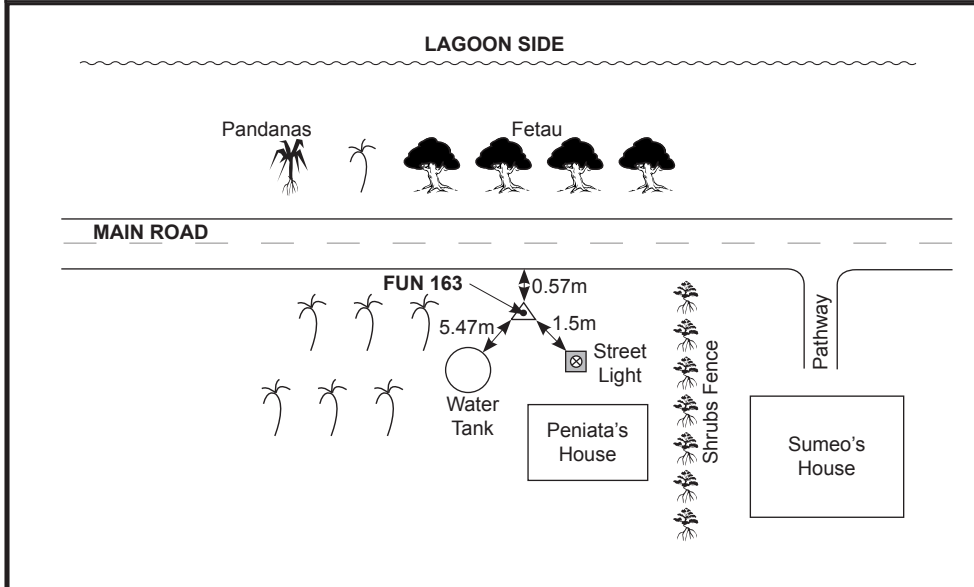 LAGOON SIDE
Pandanas
Fetau
MAIN ROAD
FUN 163
0.57m
5.47m
1.5m
Street
Light
Water
Tank
Peniata's
House
Shrubs Fence
Pathway
Sumeo's
House